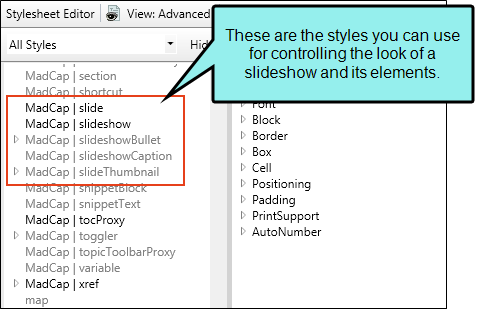 Stylesheet Editor
View: Advanced
All Styles
Hid
These are the styles you can use
for controlling the look of a
slideshow and its elements.
MadCap | section
MadCap | shortcut
MadCap | slide
MadCap | slideshow
MadCap | slideshowBullet
MadCap | slideshowCaption
MadCap | slideThumbnail
MadCap | snippetBlock
MadCap | snippetText
MadCap | tocProxy
MadCap | toggler
MadCap | topicToolbarProxy
MadCap | variable
MadCap | xref
map
Font
Block
Border
Box
Cell
Positioning
Padding
PrintSupport
AutoNumber